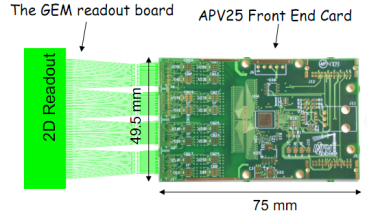 The GEM readout board
APV25 Front End Card
2D Readout
49.5 mm
75 mm